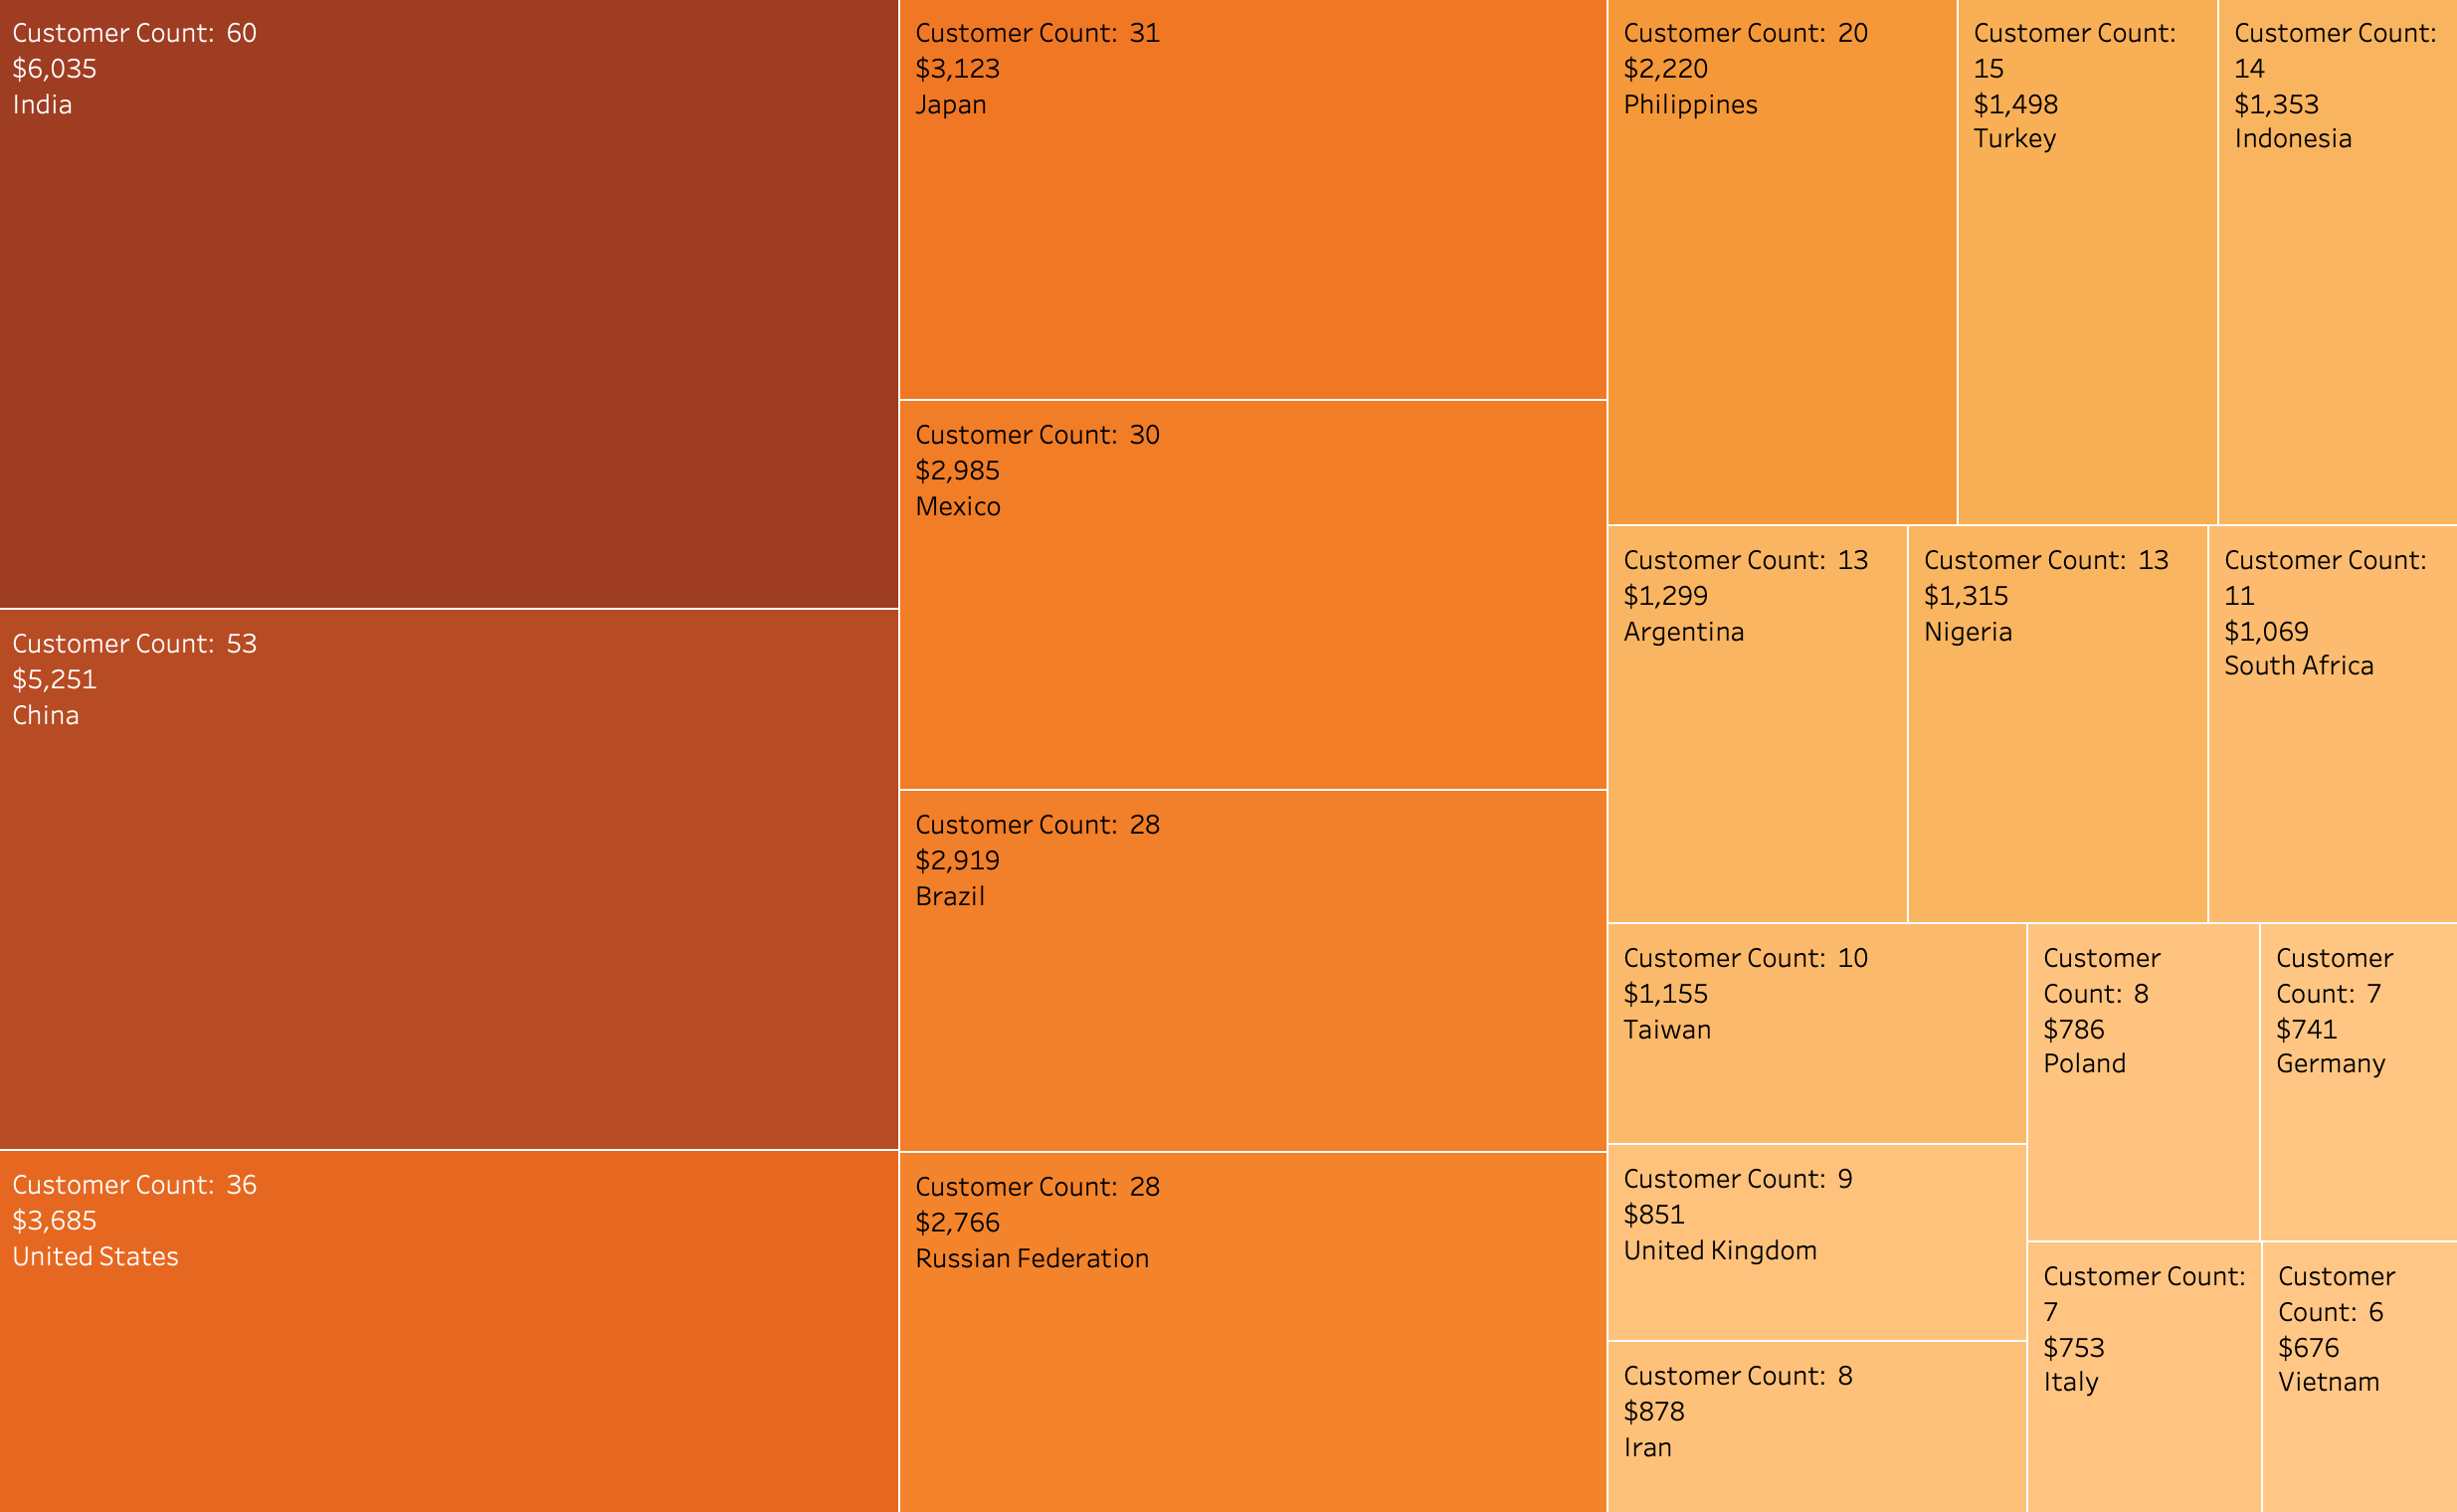 Customer Count: 60
$6,035
India
Customer Count: 53
$5,251
China
Customer Count: 36
$3,685
United States
Customer Count: 31
$3,123
Japan
Customer Count: 30
$2,985
Mexico
Customer Count: 28
$2,919
Brazil
Customer Count: 28
$2,766
Russian Federation
Customer Count: 20
$2,220
Philippines
Customer Count:
15
$1,498
Turkey
Customer Count:
14
$1,353
Indonesia
Customer Count: 13
$1,299
Argentina
Customer Count: 13
$1,315
Nigeria
Customer Count:
11
$1,069
South Africa
Customer Count: 10
$1,155
Taiwan
Customer Count: 9
$851
United Kingdom
Customer Count: 8
$878
Iran
Customer
Count: 8
$786
Poland
Customer
Count: 7
$741
Germany
Customer Count:
7
$753
Italy
Customer
Count: 6
$676
Vietnam